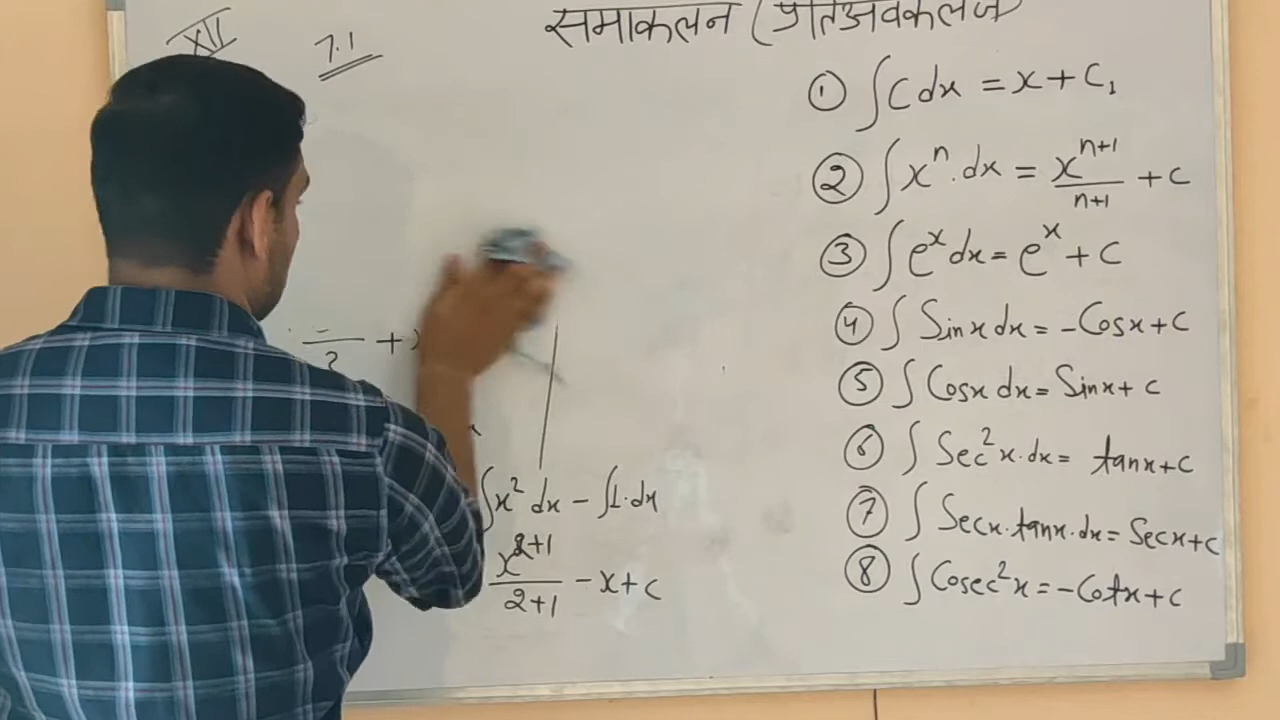 समाकलन (प्रतिअवकलज)
XII
7.1
① ∫c dx = x + c₁
② ∫xⁿ.dx = xⁿ⁺¹/n+1 + c
③ ∫eˣ dx = eˣ + c
④ ∫Sinx dx = -Cosx + c
⑤ ∫Cosx dx = Sinx + c
⑥ ∫Sec²x.dx = tanx + c
⑦ ∫Secx.tanx.dx = Secx + c
⑧ ∫Cosec²x = -Cotx + c
∫x² dx - ∫1.dx
x²⁺¹/2+1 - x + c